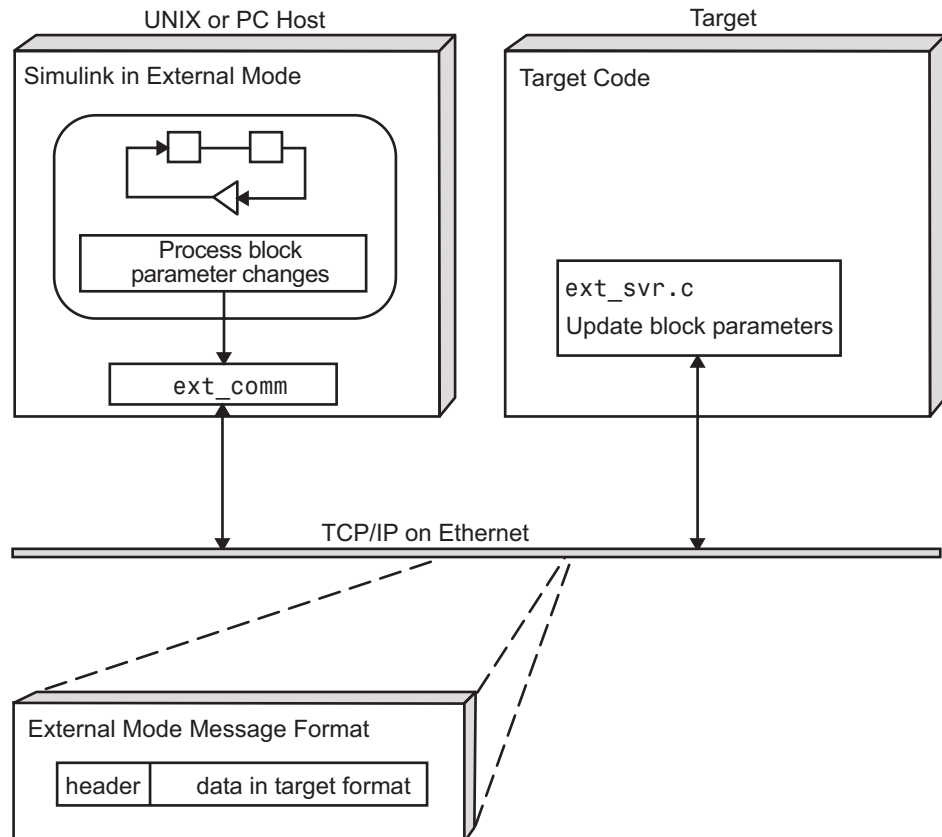 UNIX or PC Host
Simulink in External Mode
Process block
parameter changes
ext_comm
Target
Target Code
ext_svr.c
Update block parameters
TCP/IP on Ethernet
External Mode Message Format
header
data in target format